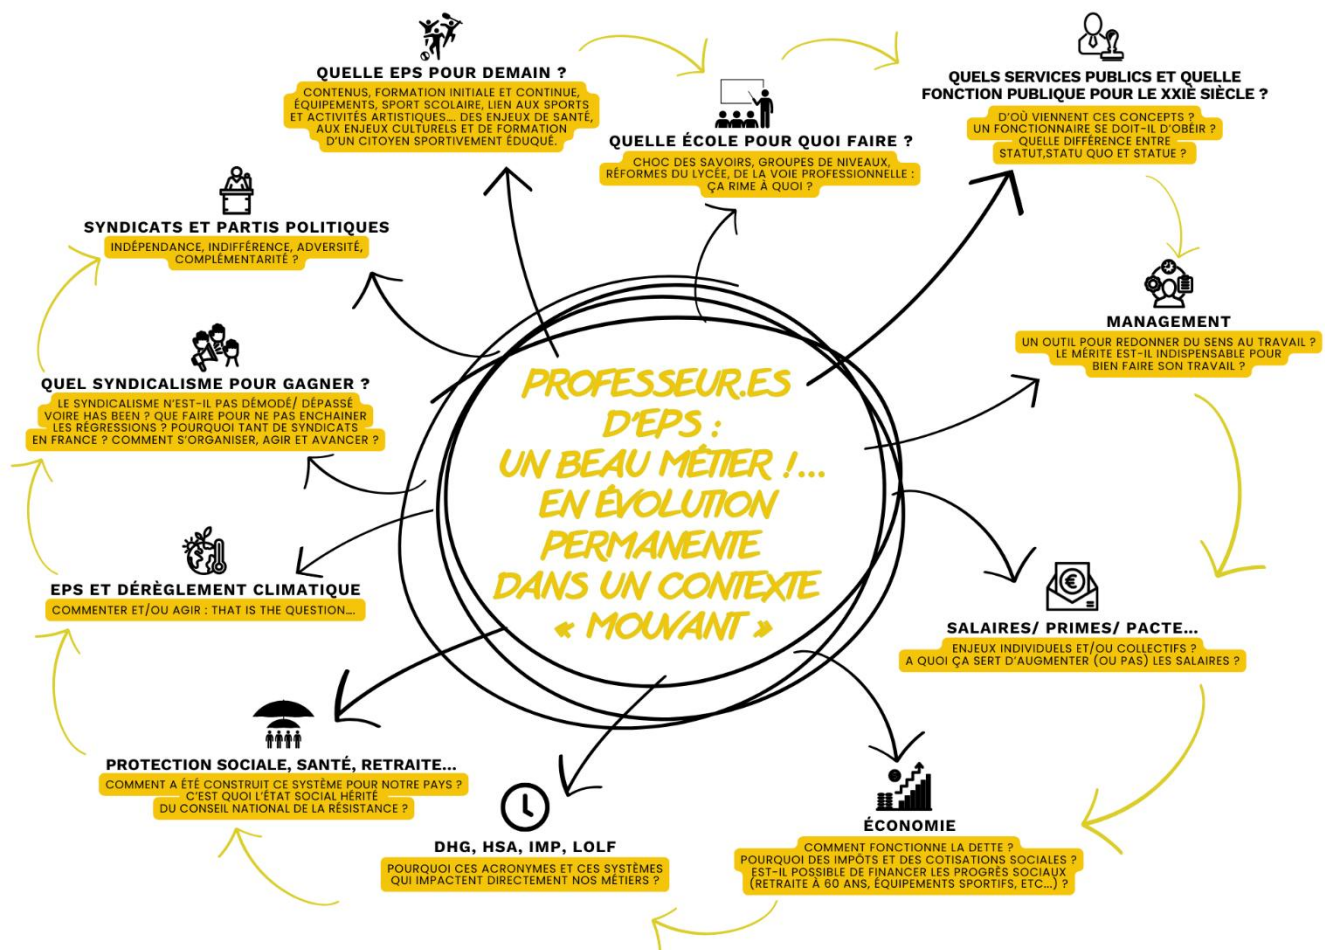 QUELLE EPS POUR DEMAIN ?
CONTENUS, FORMATION INITIALE ET CONTINUE,
ÉQUIPEMENTS, SPORT SCOLAIRE, LIEN AUX SPORTS
ET ACTIVITÉS ARTISTIQUES.... DES ENJEUX DE SANTÉ,
AUX ENJEUX CULTURELS ET DE FORMATION
D'UN CITOYEN SPORTIVEMENT ÉDUQUÉ.
QUELLE ÉCOLE POUR QUOI FAIRE ?
CHOC DES SAVOIRS, GROUPES DE NIVEAUX,
RÉFORMES DU LYCÉE, DE LA VOIE PROFESSIONNELLE :
ÇA RIME À QUOI ?
QUELS SERVICES PUBLICS ET QUELLE
FONCTION PUBLIQUE POUR LE XXIÈ SIÈCLE ?
D'OÙ VIENNENT CES CONCEPTS ?
UN FONCTIONNAIRE SE DOIT-IL D'OBÉIR ?
QUELLE DIFFÉRENCE ENTRE
STATUT,STATU QUO ET STATUE ?
MANAGEMENT
UN OUTIL POUR REDONNER DU SENS AU TRAVAIL ?
LE MÉRITE EST-IL INDISPENSABLE POUR
BIEN FAIRE SON TRAVAIL ?
SALAIRES/ PRIMES/ PACTE...
ENJEUX INDIVIDUELS ET/OU COLLECTIFS ?
A QUOI ÇA SERT D'AUGMENTER (OU PAS) LES SALAIRES ?
ÉCONOMIE
COMMENT FONCTIONNE LA DETTE ?
POURQUOI DES IMPÔTS ET DES COTISATIONS SOCIALES ?
EST-IL POSSIBLE DE FINANCER LES PROGRÈS SOCIAUX
(RETRAITE À 60 ANS, ÉQUIPEMENTS SPORTIFS, ETC...) ?
DHG, HSA, IMP, LOLF
POURQUOI CES ACRONYMES ET CES SYSTÈMES
QUI IMPACTENT DIRECTEMENT NOS MÉTIERS ?
PROTECTION SOCIALE, SANTÉ, RETRAITE...
COMMENT A ÉTÉ CONSTRUIT CE SYSTÈME POUR NOTRE PAYS ?
C'EST QUOI L'ÉTAT SOCIAL HÉRITÉ
DU CONSEIL NATIONAL DE LA RÉSISTANCE ?
EPS ET DÉRÈGLEMENT CLIMATIQUE
COMMENTER ET/OU AGIR : THAT IS THE QUESTION....
QUEL SYNDICALISME POUR GAGNER ?
LE SYNDICALISME N'EST-IL PAS DÉMODÉ/ DÉPASSÉ
VOIRE HAS BEEN ? QUE FAIRE POUR NE PAS ENCHAINER
LES RÉGRESSIONS ? POURQUOI TANT DE SYNDICATS
EN FRANCE ? COMMENT S'ORGANISER, AGIR ET AVANCER ?
SYNDICATS ET PARTIS POLITIQUES
INDÉPENDANCE, INDIFFÉRENCE, ADVERSITÉ,
COMPLÉMENTARITÉ ?
PROFESSEUR.ES
D'EPS :
UN BEAU MÉTIER !...
EN ÉVOLUTION
PERMANENTE
DANS UN CONTEXTE
« MOUVANT »